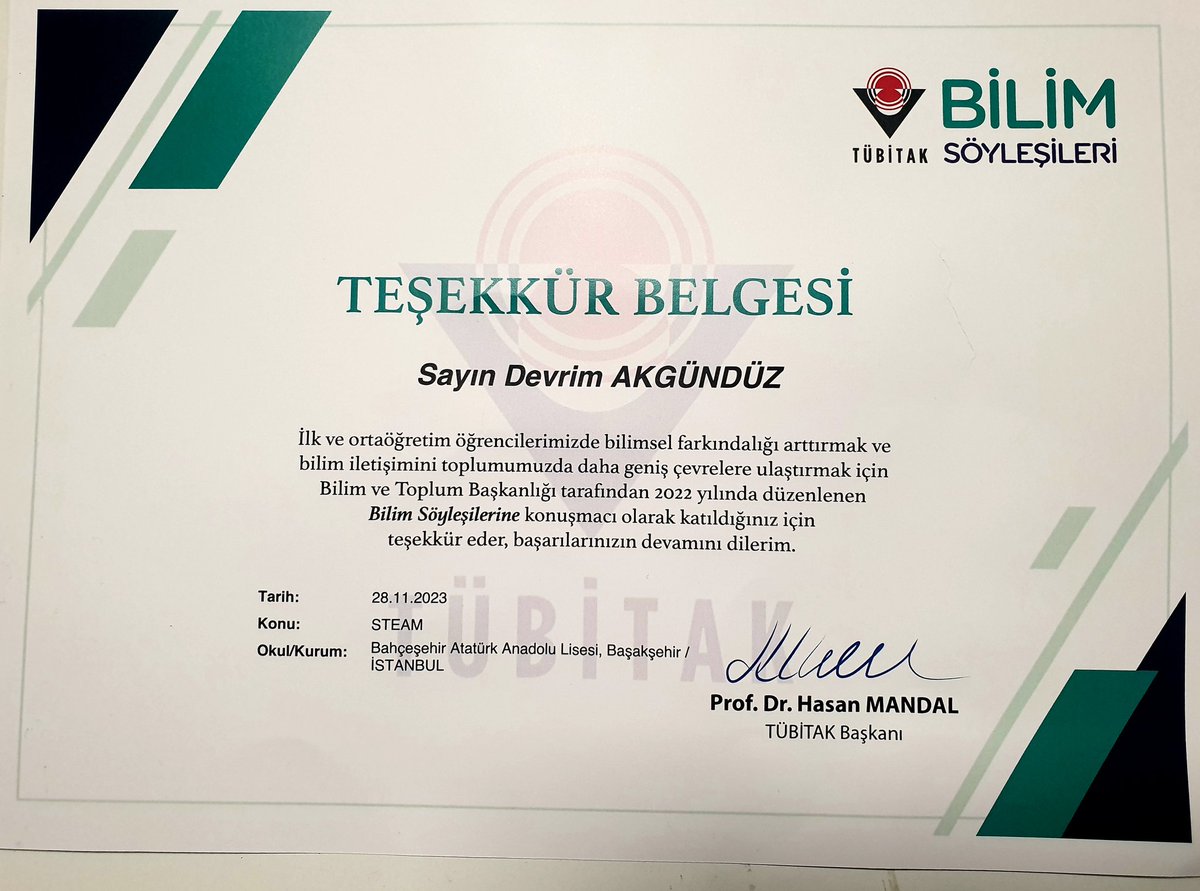 BİLİM
TÜBİTAK SÖYLEŞİLERİ
TEŞEKKÜR BELGESİ
Sayın Devrim AKGÜNDÜZ
İlk ve ortaöğretim öğrencilerimizde bilimsel farkındalığı arttırmak ve
bilim iletişimini toplumumuzda daha geniş çevrelere ulaştırmak için
Bilim ve Toplum Başkanlığı tarafından 2022 yılında düzenlenen
Bilim Söyleşilerine konuşmacı olarak katıldığınız için
teşekkür eder, başarılarınızın devamını dilerim.
TÜBİTAK
Tarih: 28.11.2023
Konu: STEAM
Okul/Kurum: Bahçeşehir Atatürk Anadolu Lisesi, Başakşehir /
İSTANBUL
Prof. Dr. Hasan MANDAL
TÜBİTAK Başkanı